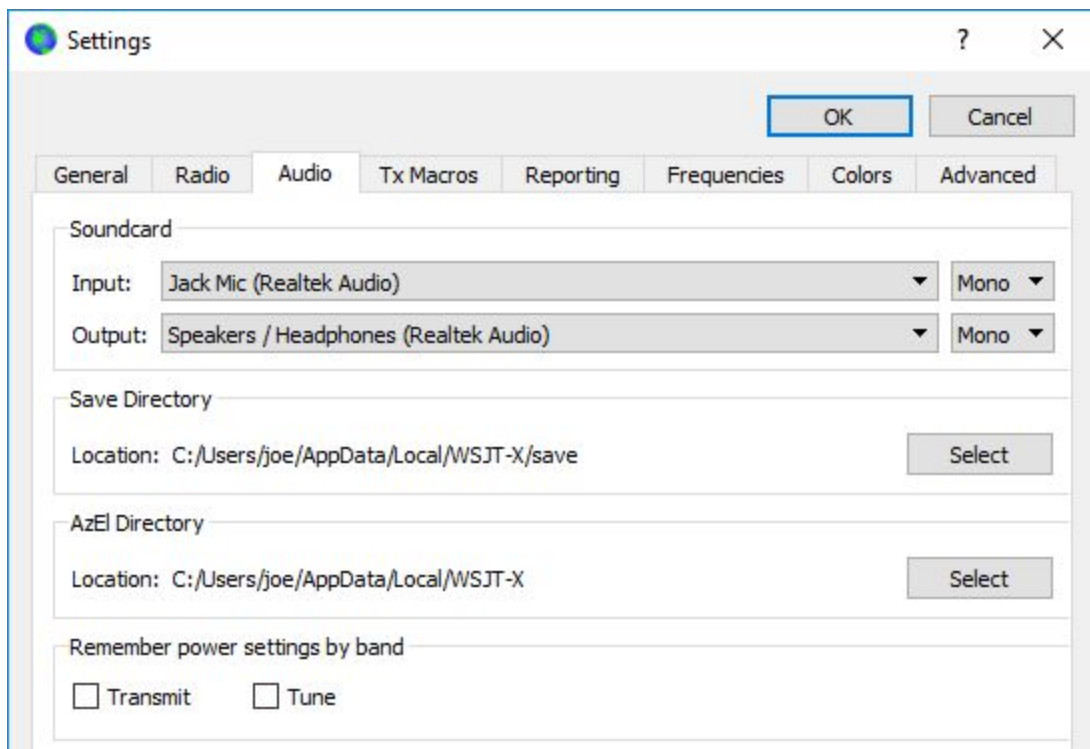 Settings ?
OK Cancel
General Radio Audio Tx Macros Reporting Frequencies Colors Advanced
Soundcard
Input: Jack Mic (Realtek Audio) Mono
Output: Speakers / Headphones (Realtek Audio) Mono
Save Directory
Location: C:/Users/joe/AppData/Local/WSJT-X/save Select
AzEl Directory
Location: C:/Users/joe/AppData/Local/WSJT-X Select
Remember power settings by band
Transmit Tune